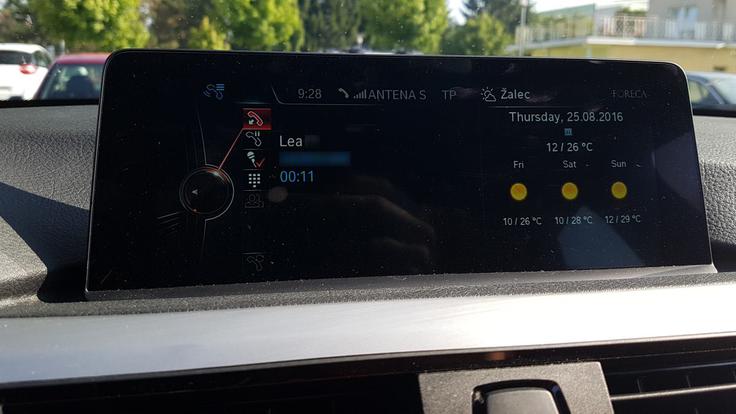 9:28 ANTENA S TP Žalec FORECA
Thursday, 25.08.2016
12 / 26 °C
Lea
00:11
Fri Sat Sun
10 / 26 °C 10 / 28 °C 12 / 29 °C